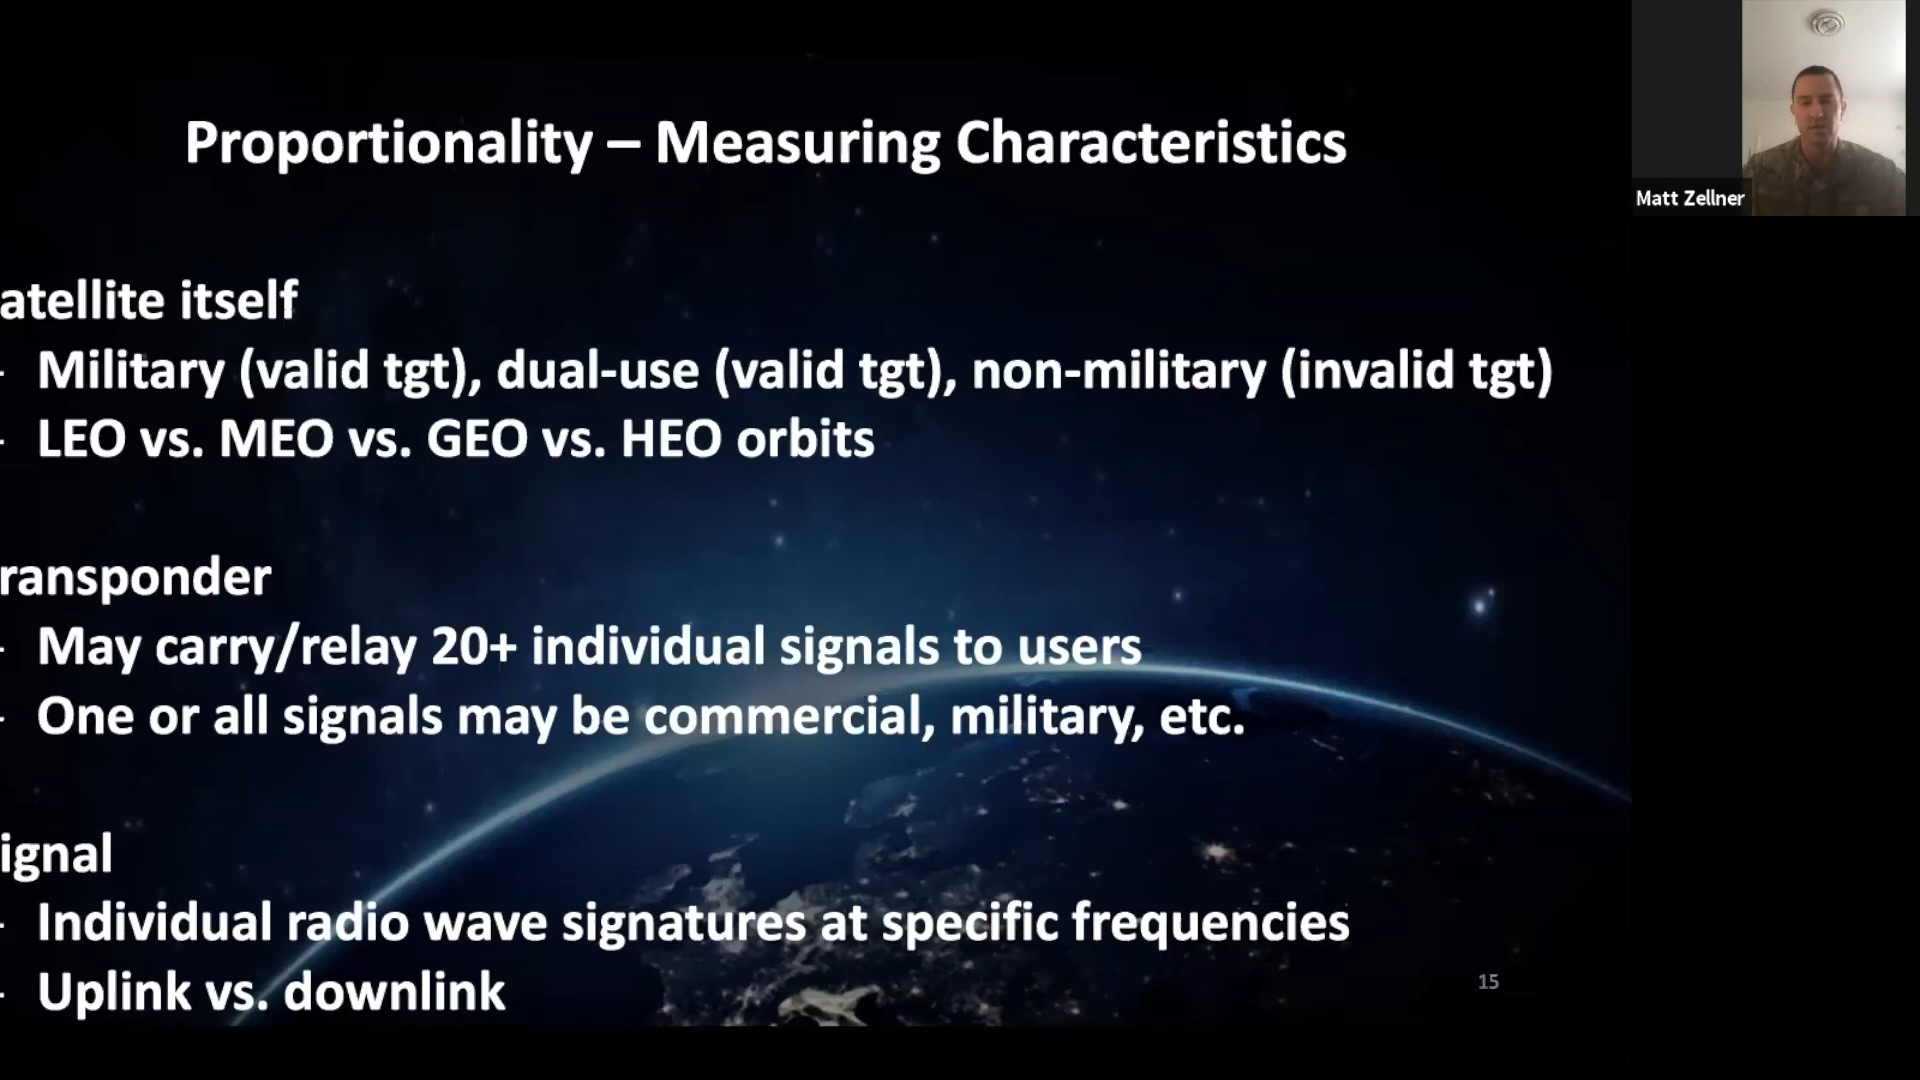 Proportionality – Measuring Characteristics
Matt Zellner
atellite itself
- Military (valid tgt), dual-use (valid tgt), non-military (invalid tgt)
- LEO vs. MEO vs. GEO vs. HEO orbits
ransponder
- May carry/relay 20+ individual signals to users
- One or all signals may be commercial, military, etc.
ignal
- Individual radio wave signatures at specific frequencies
- Uplink vs. downlink
15